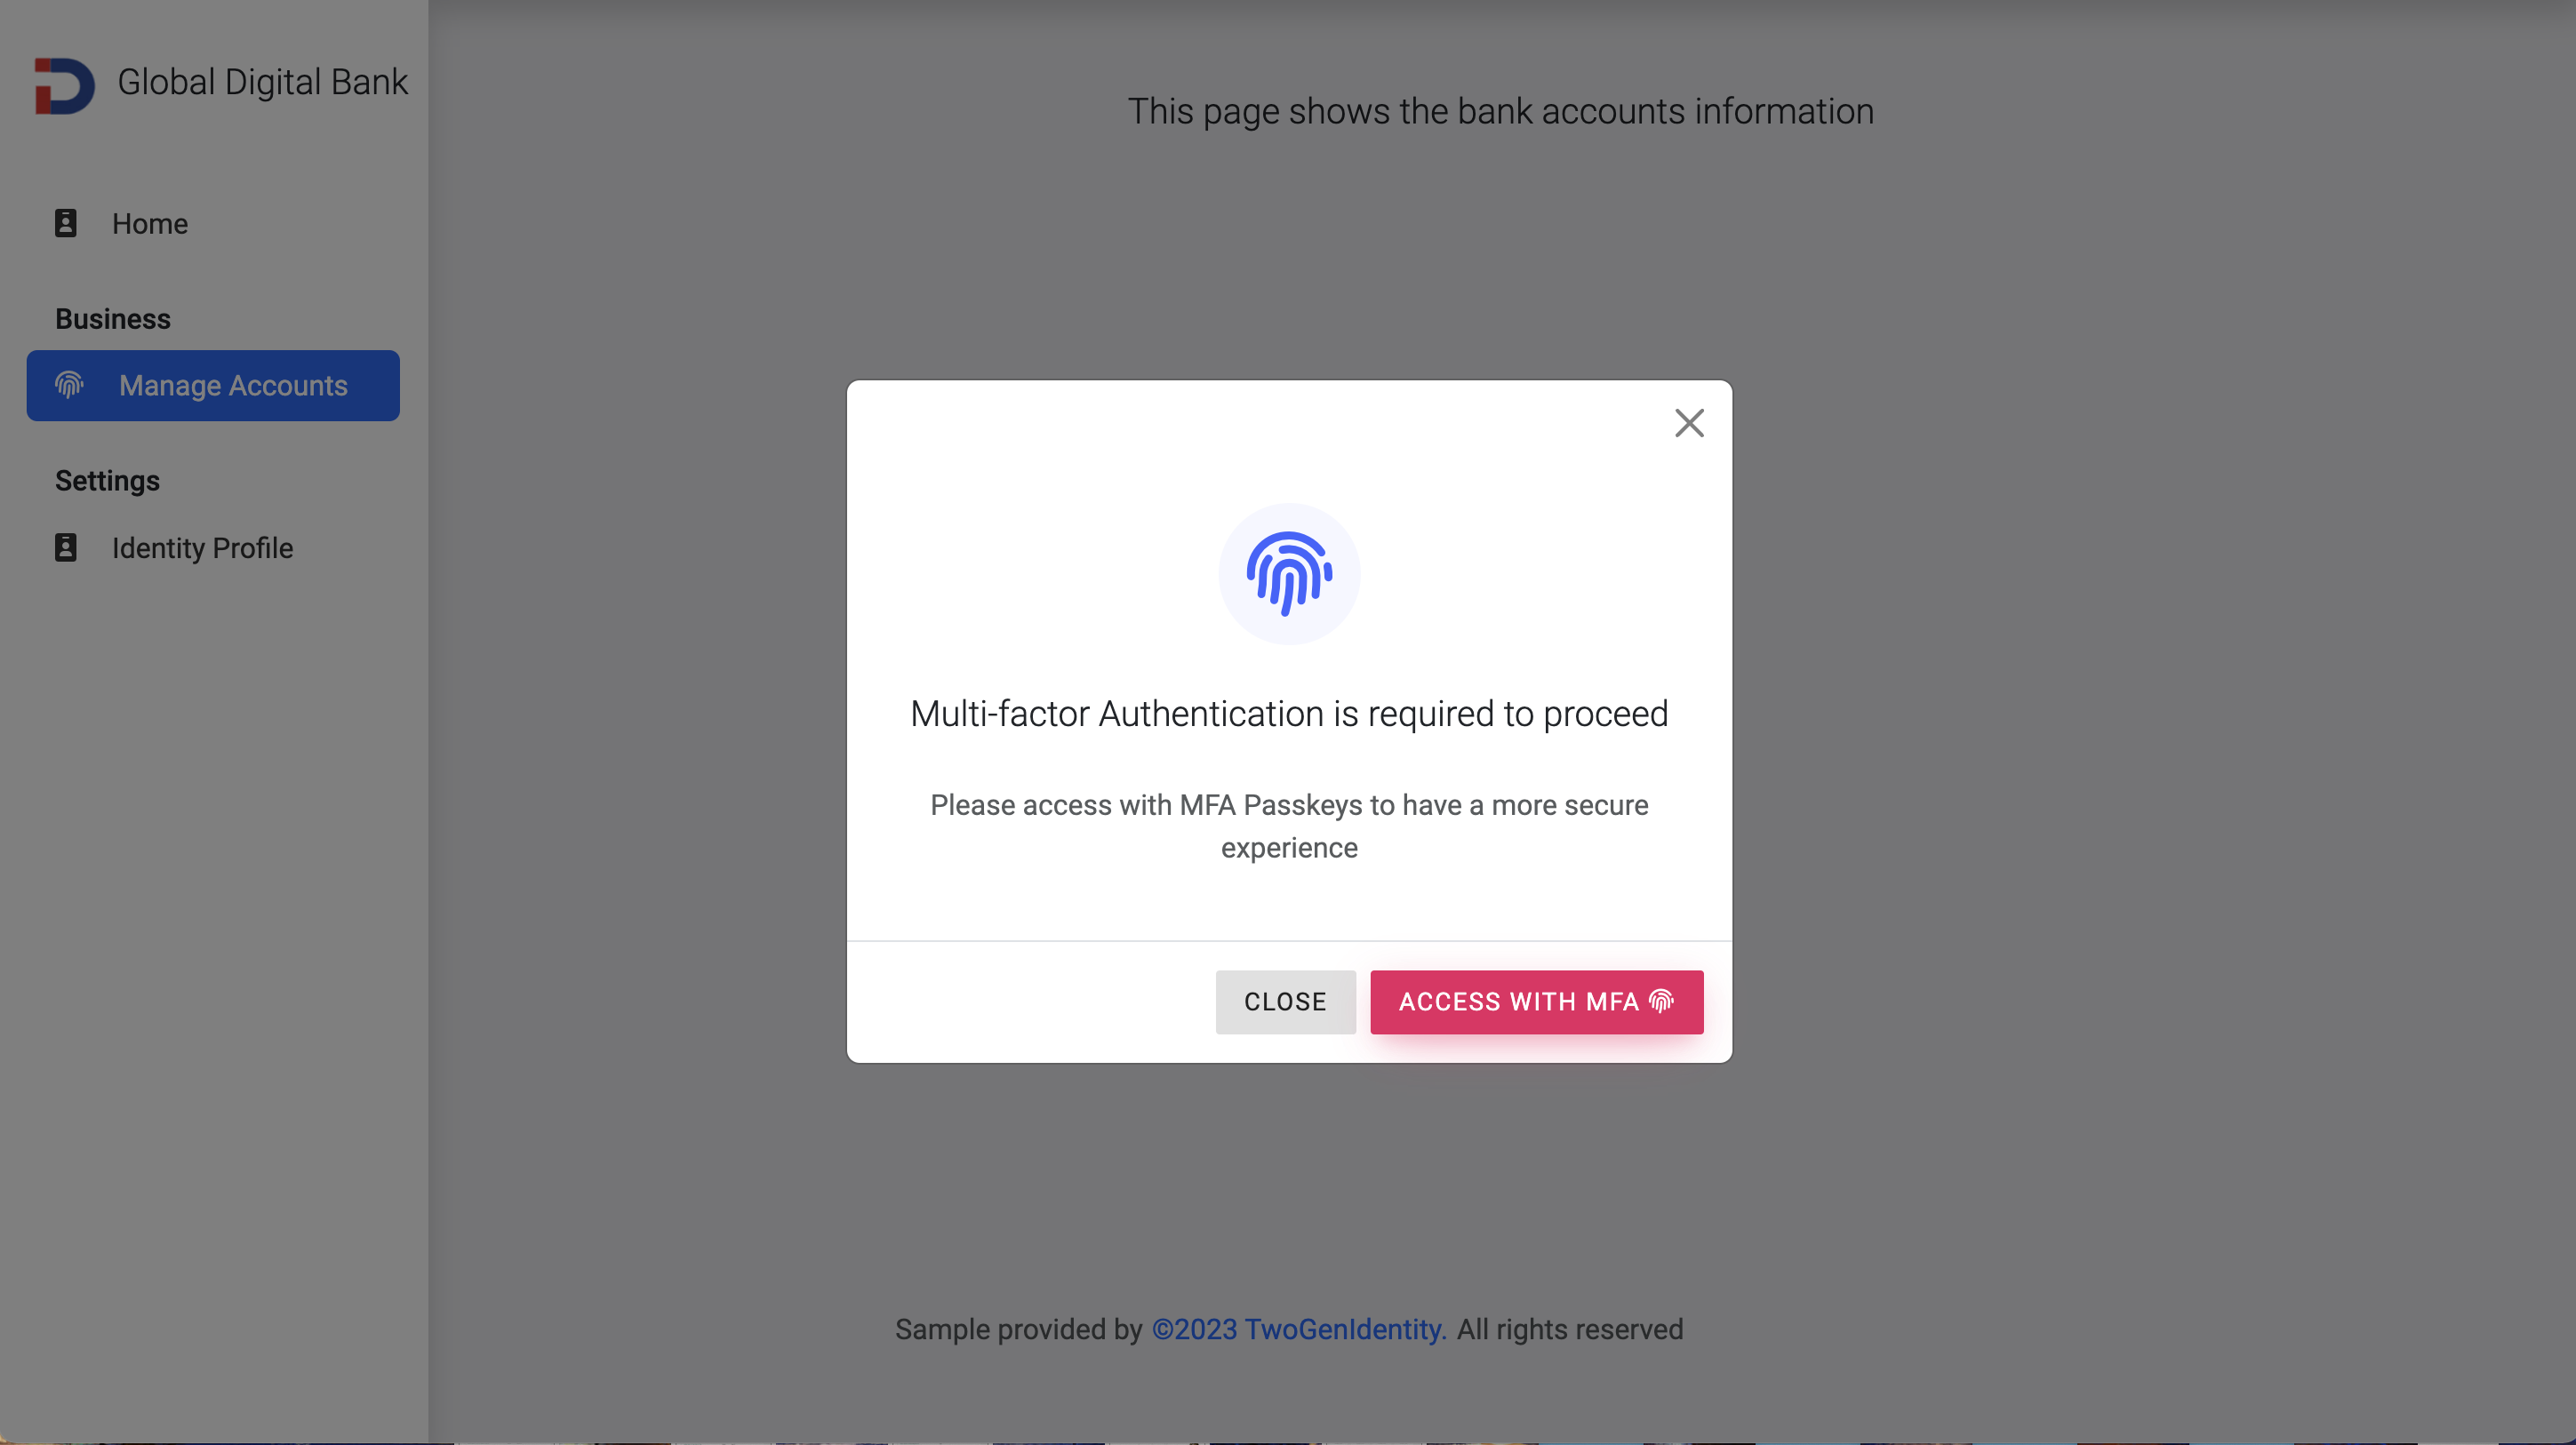 Global Digital Bank
Home
Business
Manage Accounts
Settings
Identity Profile
This page shows the bank accounts information
Multi-factor Authentication is required to proceed
Please access with MFA Passkeys to have a more secure
experience
CLOSE
ACCESS WITH MFA
Sample provided by ©2023 TwoGenIdentity. All rights reserved